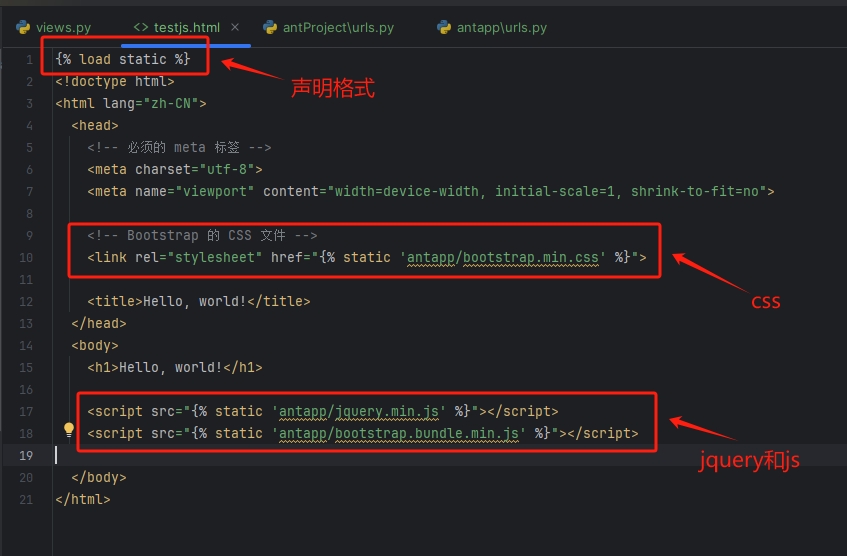 views.py <> testjs.html × antProject\urls.py antapp\urls.py
1 {% load static %}
声明格式
2 <!doctype html>
3 <html lang="zh-CN">
4 <head>
5 <!-- 必须的 meta 标签 -->
6 <meta charset="utf-8">
7 <meta name="viewport" content="width=device-width, initial-scale=1, shrink-to-fit=no">
8
9 <!-- Bootstrap 的 CSS 文件 -->
10 <link rel="stylesheet" href="{% static 'antapp/bootstrap.min.css' %}">
11
css
12 <title>Hello, world!</title>
13 </head>
14 <body>
15 <h1>Hello, world!</h1>
16
17 <script src="{% static 'antapp/jquery.min.js' %}"></script>
18 <script src="{% static 'antapp/bootstrap.bundle.min.js' %}"></script>
19
jquery和js
20 </body>
21 </html>